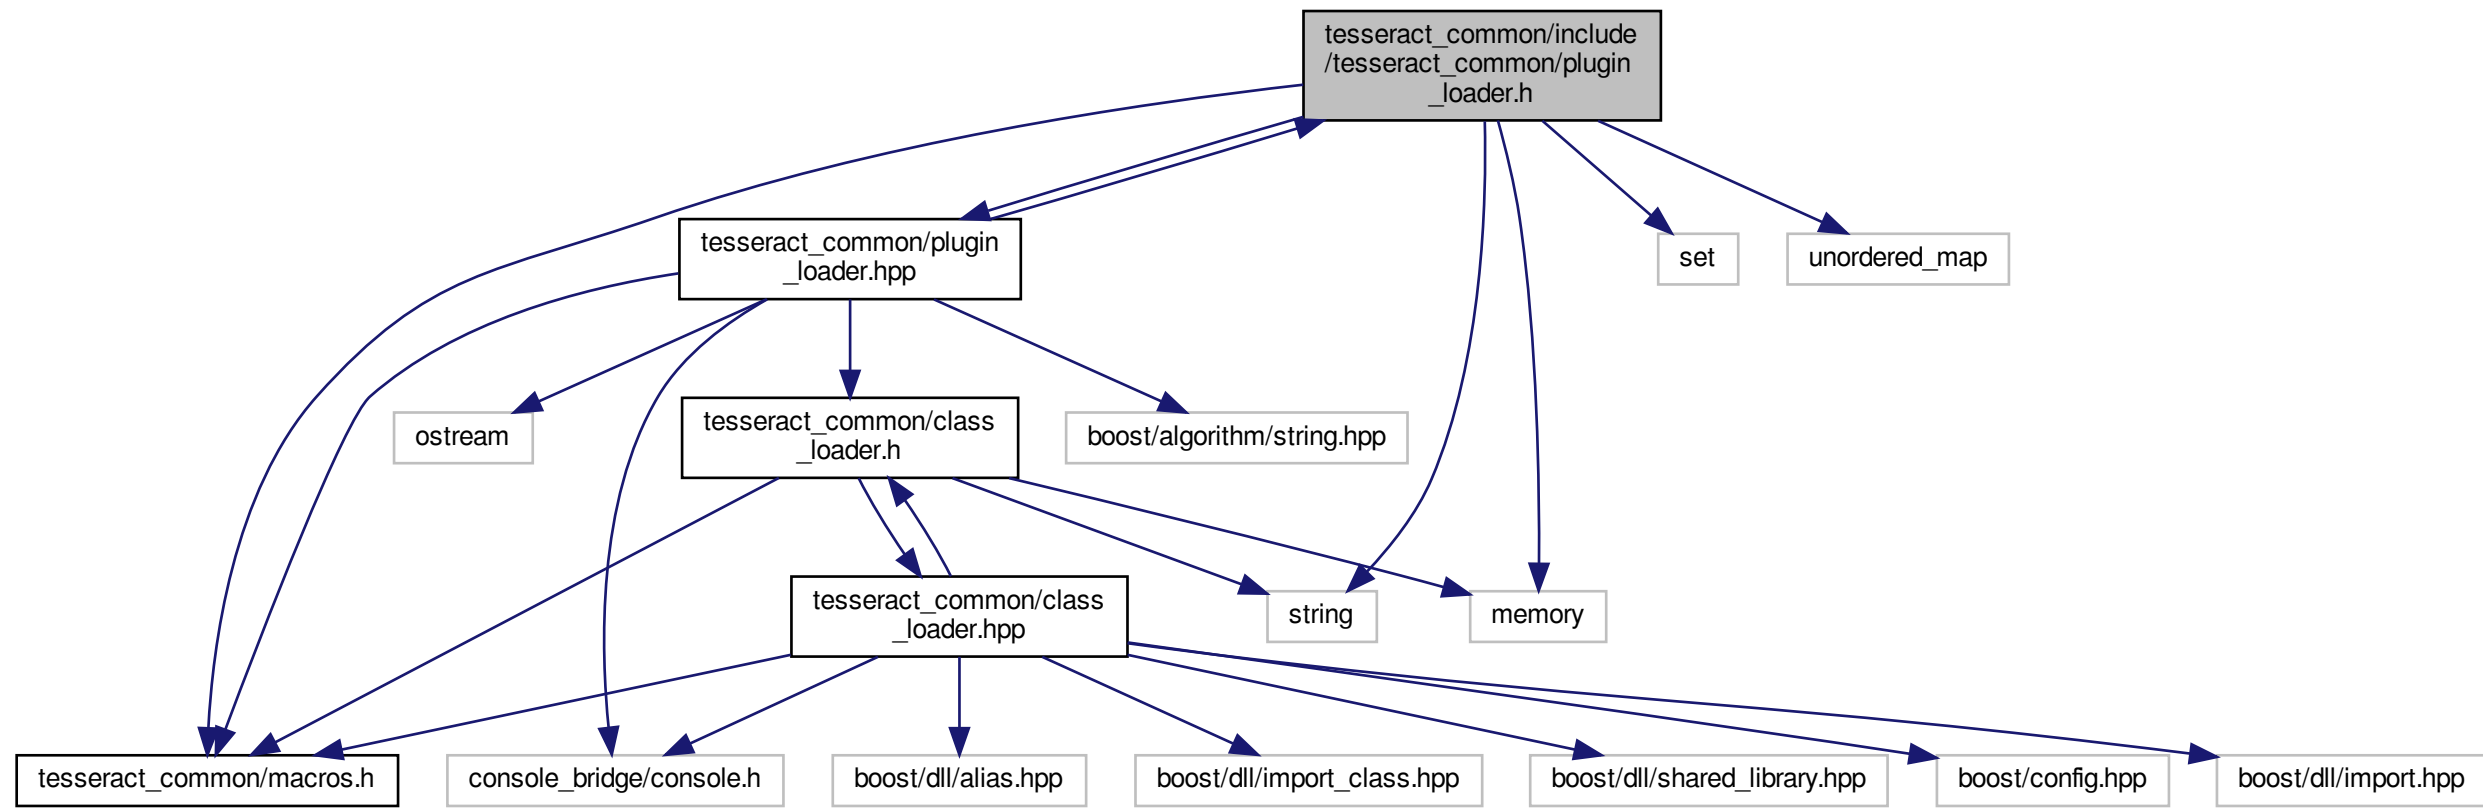 tesseract_common/include
/tesseract_common/plugin
_loader.h
tesseract_common/plugin
_loader.hpp
set
unordered_map
ostream
tesseract_common/class
_loader.h
boost/algorithm/string.hpp
tesseract_common/class
_loader.hpp
string
memory
tesseract_common/macros.h
console_bridge/console.h
boost/dll/alias.hpp
boost/dll/import_class.hpp
boost/dll/shared_library.hpp
boost/config.hpp
boost/dll/import.hpp